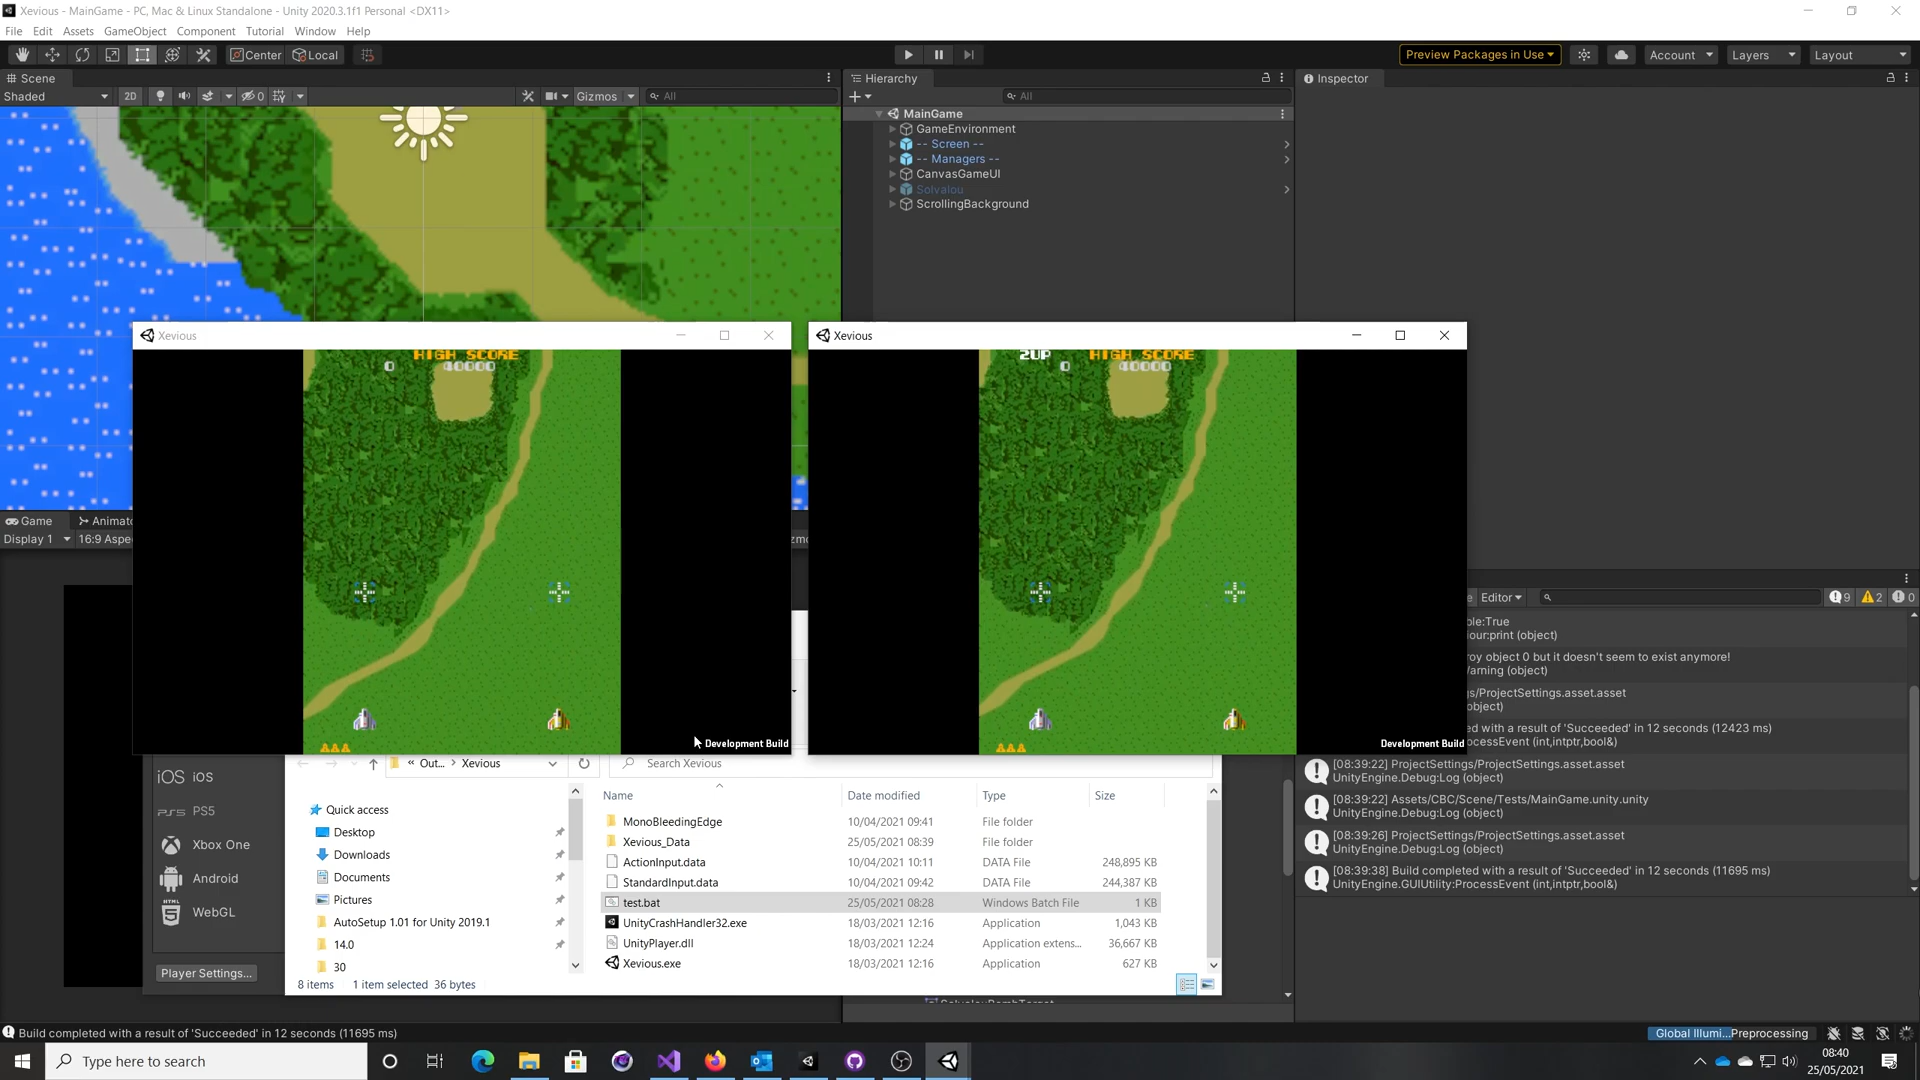 Xevious - MainGame - PC, Mac & Linux Standalone - Unity 2020.3.1f1 Personal <DX11>
File Edit Assets GameObject Component Tutorial Window Help
Center Local
Preview Packages in Use Account Layers Layout
Scene
Shaded 2D 0 Gizmos All
Hierarchy
All
MainGame
GameEnvironment
-- Screen --
-- Managers --
CanvasGameUI
Solvalou
ScrollingBackground
Inspector
Xevious
HIGH SCORE
0 40000
Development Build
Xevious
2UP HIGH SCORE
0 40000
Development Build
Game Animato
Display 1 16:9 Aspe
Editor 9 2 0
ble:True
iour:print (object)
roy object 0 but it doesn't seem to exist anymore!
Warning (object)
gs/ProjectSettings.asset.asset
object)
ed with a result of 'Succeeded' in 12 seconds (12423 ms)
ocessEvent (int,intptr,bool&)
[08:39:22] ProjectSettings/ProjectSettings.asset.asset
UnityEngine.Debug:Log (object)
[08:39:22] Assets/CBC/Scene/Tests/MainGame.unity.unity
UnityEngine.Debug:Log (object)
[08:39:26] ProjectSettings/ProjectSettings.asset.asset
UnityEngine.Debug:Log (object)
[08:39:38] Build completed with a result of 'Succeeded' in 12 seconds (11695 ms)
UnityEngine.GUIUtility:ProcessEvent (int,intptr,bool&)
iOS iOS
PS5 PS5
Xbox One
Android
HTML WebGL
Player Settings...
« Out... > Xevious
Search Xevious
Quick access
Desktop
Downloads
Documents
Pictures
AutoSetup 1.01 for Unity 2019.1
14.0
30
Name Date modified Type Size
MonoBleedingEdge 10/04/2021 09:41 File folder
Xevious_Data 25/05/2021 08:39 File folder
ActionInput.data 10/04/2021 10:11 DATA File 248,895 KB
StandardInput.data 10/04/2021 09:42 DATA File 244,387 KB
test.bat 25/05/2021 08:28 Windows Batch File 1 KB
UnityCrashHandler32.exe 18/03/2021 12:16 Application 1,043 KB
UnityPlayer.dll 18/03/2021 12:24 Application extens... 36,667 KB
Xevious.exe 18/03/2021 12:16 Application 627 KB
8 items 1 item selected 36 bytes
Build completed with a result of 'Succeeded' in 12 seconds (11695 ms)
Global Illumi...Preprocessing
Type here to search
08:40
25/05/2021